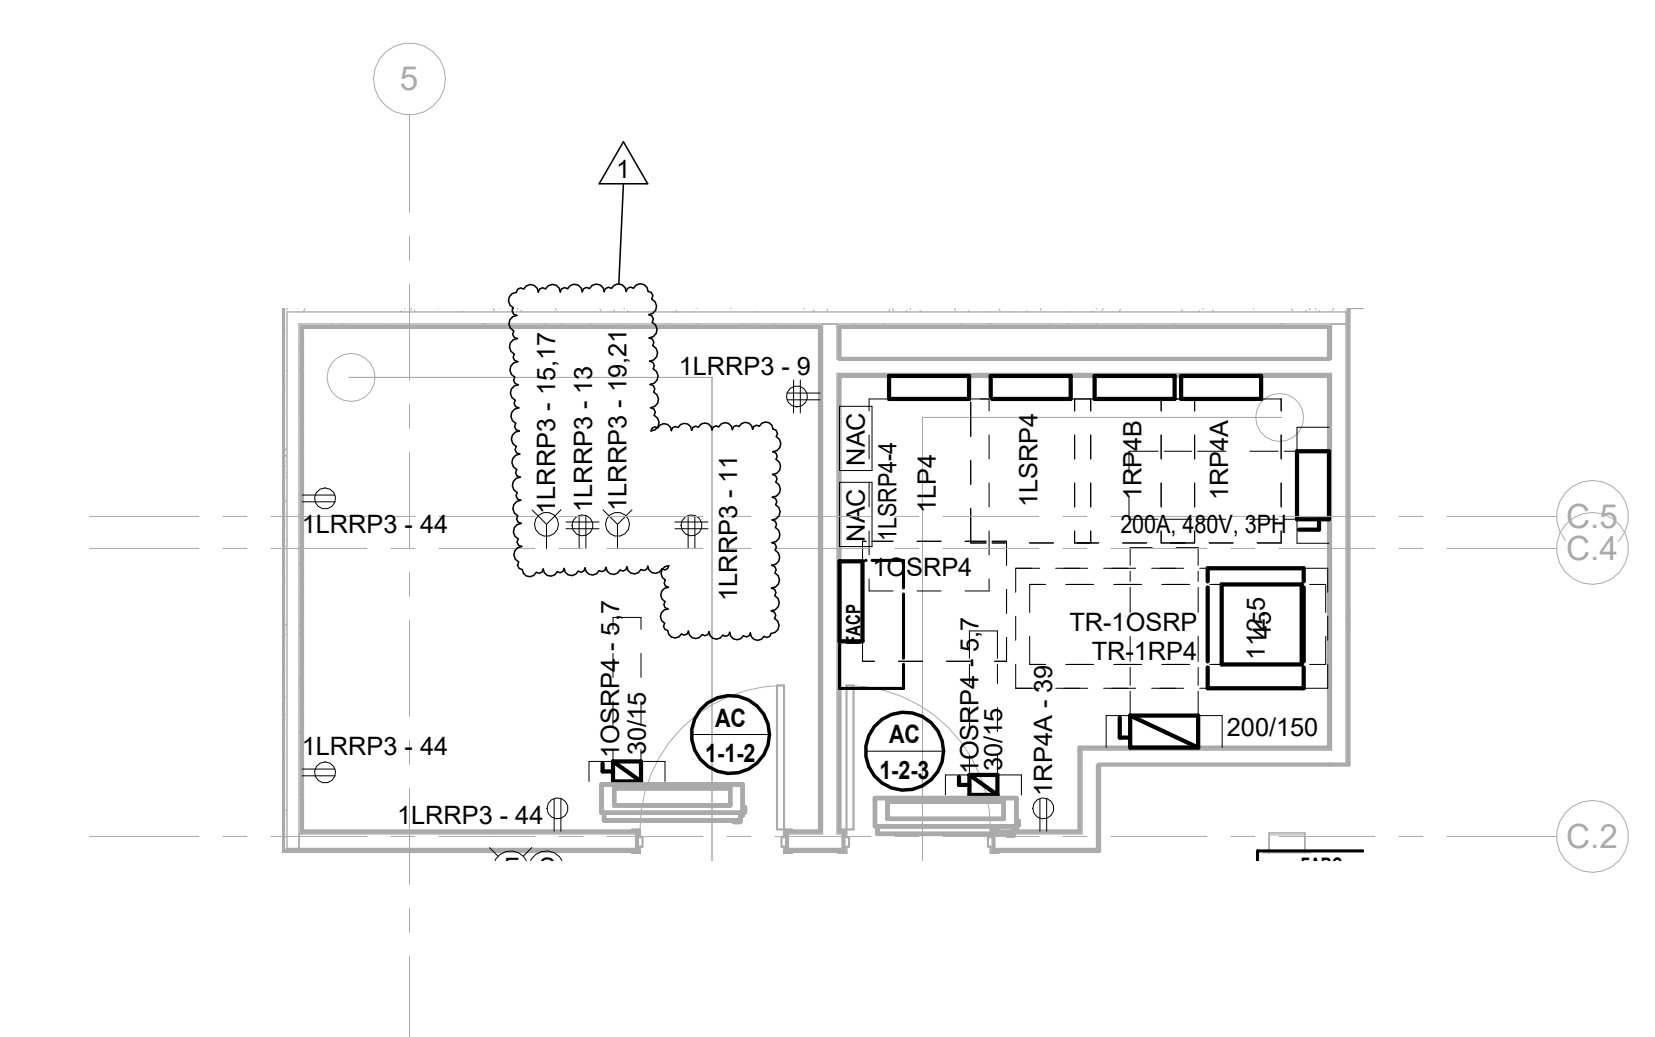 5
1
1LRRP3 - 15,17
1LRRP3 - 13
1LRRP3 - 19,21
1LRRP3 - 9
1LRRP3 - 11
1LRRP3 - 44
NAC
NAC
1LSRP4-4
1LP4
1LSRP4
1RP4B
1RP4A
200A, 480V, 3PH
C.5
C.4
1OSRP4
FACP
TR-1OSRP
TR-1RP4
112.5
45
1OSRP4 - 5,7
30/15
AC
1-1-2
AC
1-2-3
1OSRP4 - 5,7
30/15
1RP4A - 39
200/150
1LRRP3 - 44
1LRRP3 - 44
C.2